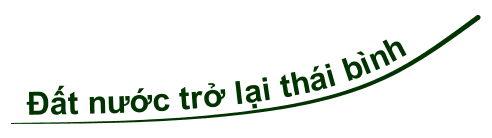 Đất nước trở lại thái bình